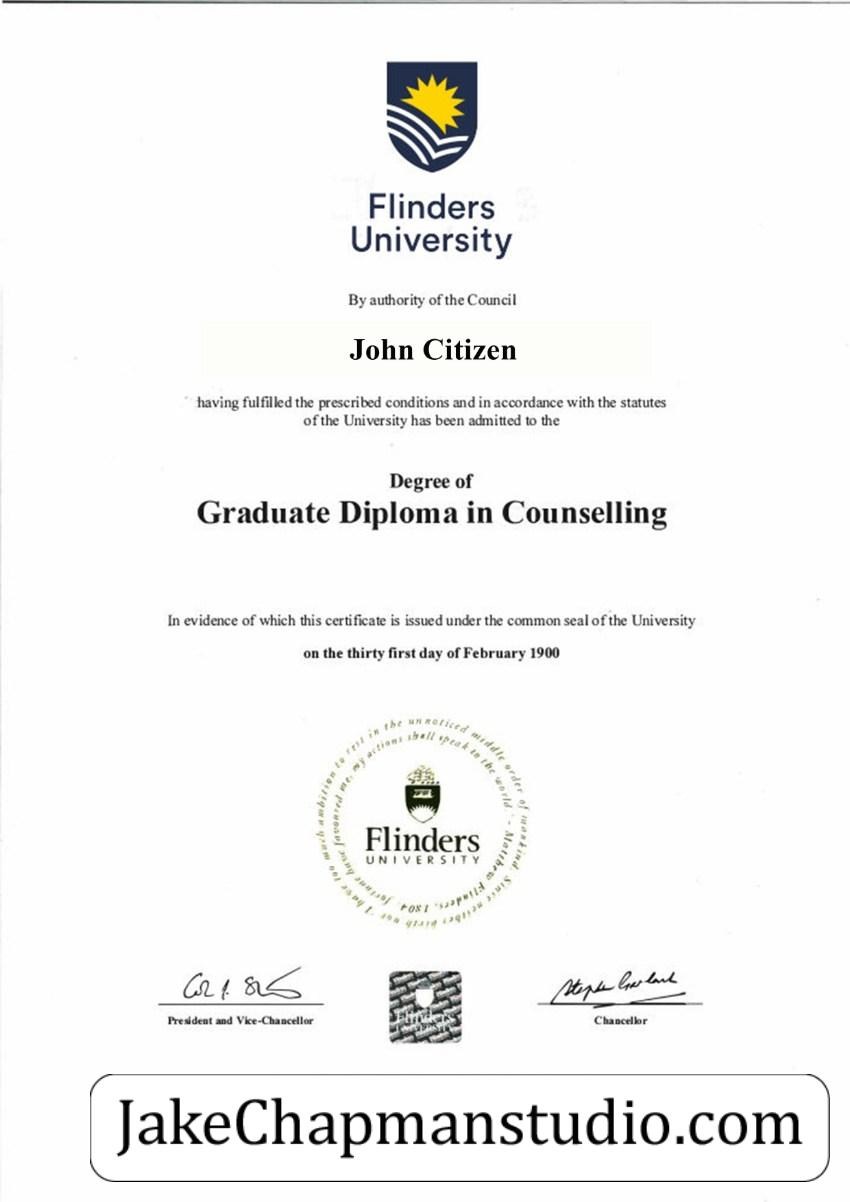 Flinders
University
By authority of the Council
John Citizen
having fulfilled the prescribed conditions and in accordance with the statutes
of the University has been admitted to the
Degree of
Graduate Diploma in Counselling
In evidence of which this certificate is issued under the common seal of the University
on the thirty first day of February 1900
'I have too much ambition to rest in the unnoticed middle order of mankind. Since neither birth nor
fortune have favoured me, my actions shall speak to the world.' - Matthew Flinders, 1804.
Flinders
UNIVERSITY
President and Vice-Chancellor
Flinders
UNIVERSITY
Chancellor
JakeChapmanstudio.com